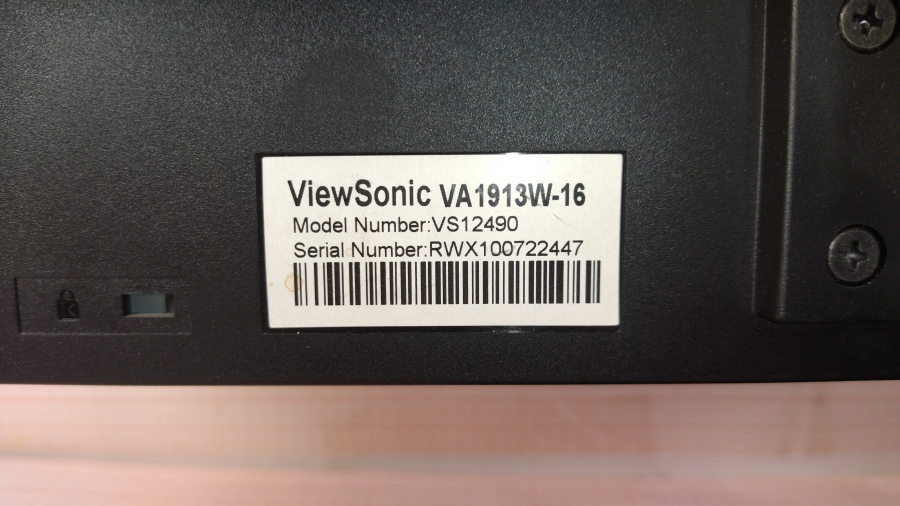 ViewSonic VA1913W-16
Model Number:VS12490
Serial Number:RWX100722447